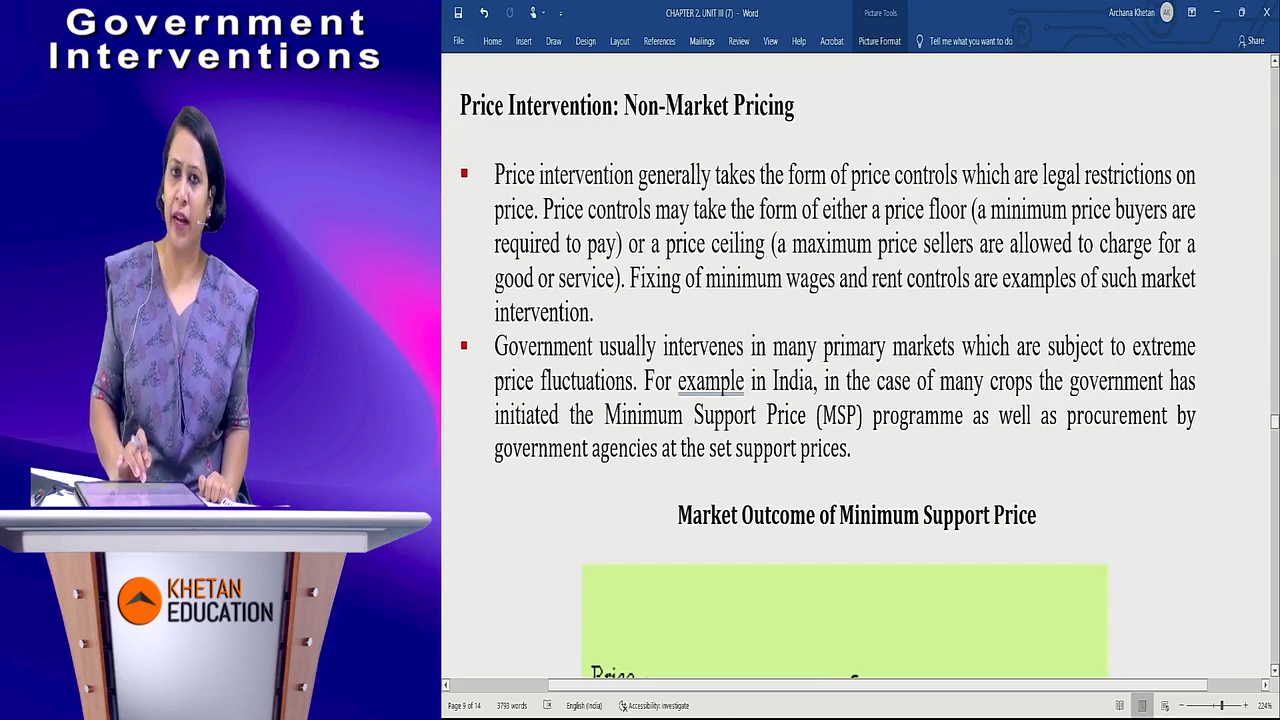 Government
Interventions
KHETAN
EDUCATION
CHAPTER 2. UNIT III (7) - Word
Picture Tools
Archana Khetan
AK
File Home Insert Draw Design Layout References Mailings Review View Help Acrobat Picture Format Tell me what you want to do Share
Price Intervention: Non-Market Pricing
Price intervention generally takes the form of price controls which are legal restrictions on
price. Price controls may take the form of either a price floor (a minimum price buyers are
required to pay) or a price ceiling (a maximum price sellers are allowed to charge for a
good or service). Fixing of minimum wages and rent controls are examples of such market
intervention.
Government usually intervenes in many primary markets which are subject to extreme
price fluctuations. For example in India, in the case of many crops the government has
initiated the Minimum Support Price (MSP) programme as well as procurement by
government agencies at the set support prices.
Market Outcome of Minimum Support Price
Price
Page 9 of 14 3793 words English (India) Accessibility: Investigate 224%